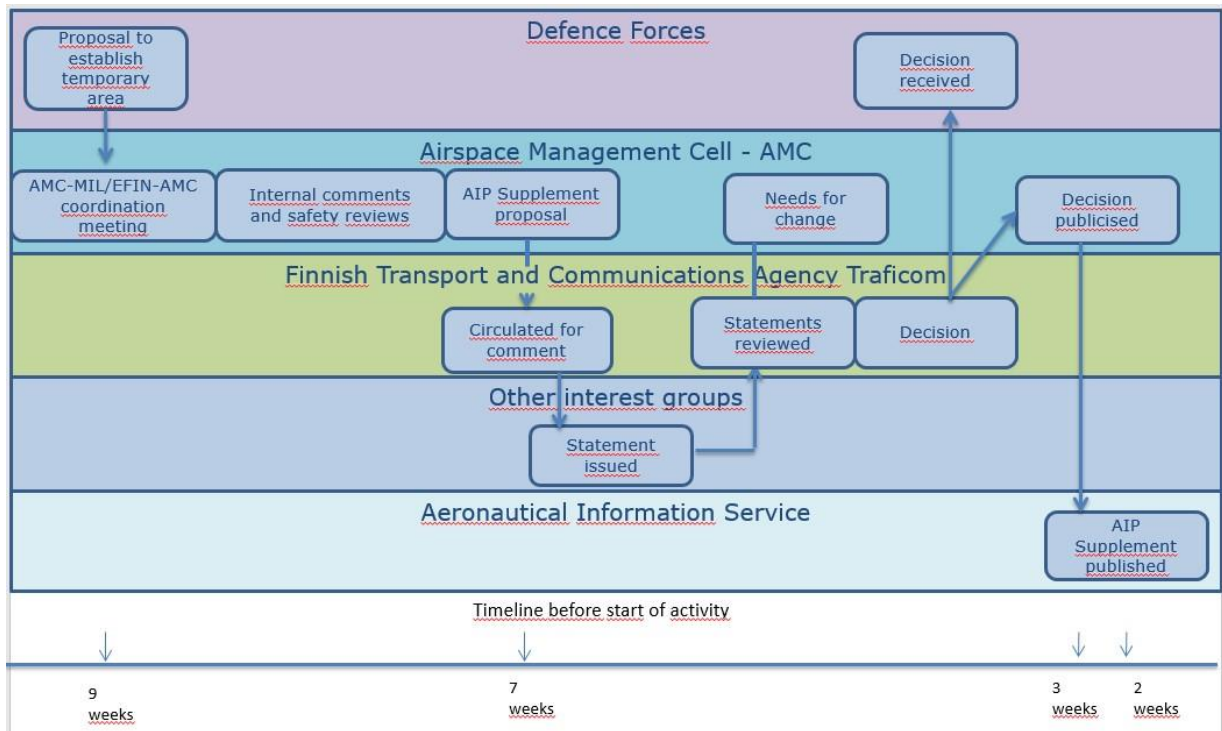 Defence Forces
Proposal to
establish
temporary
area
Decision
received
Airspace Management Cell - AMC
AMC-MIL/EFIN-AMC
coordination
meeting
Internal comments
and safety reviews
AIP Supplement
proposal
Needs for
change
Decision
publicised
Finnish Transport and Communications Agency Traficom
Circulated for
comment
Statements
reviewed
Decision
Other interest groups
Statement
issued
Aeronautical Information Service
AIP
Supplement
published
Timeline before start of activity
9
weeks
7
weeks
3
weeks
2
weeks